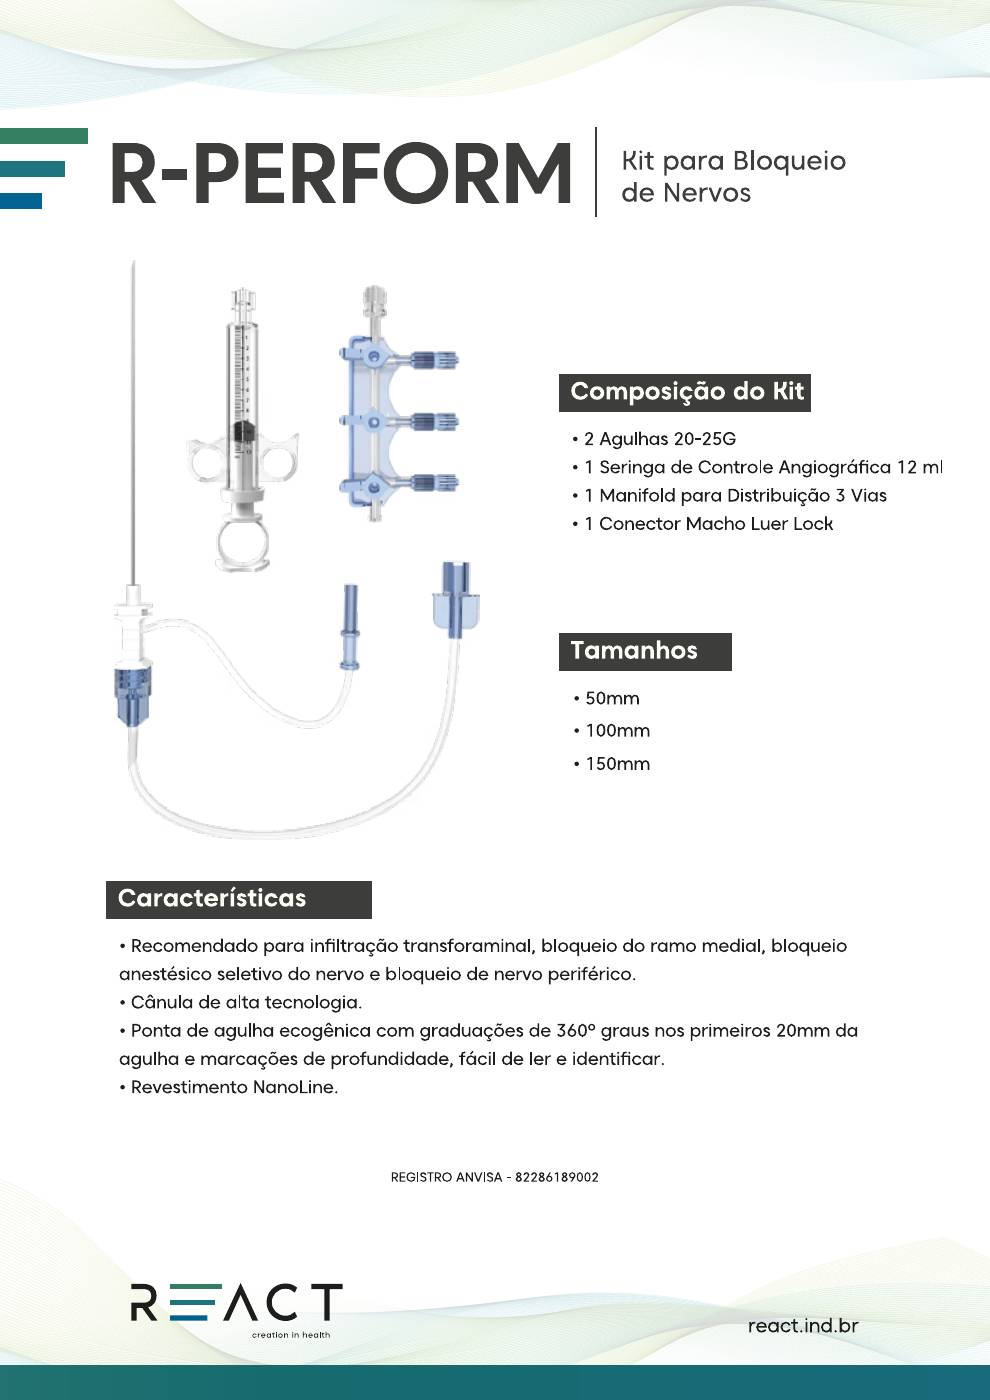 R-PERFORM
Kit para Bloqueio
de Nervos
Composição do Kit
• 2 Agulhas 20-25G
• 1 Seringa de Controle Angiográfica 12 ml
• 1 Manifold para Distribuição 3 Vias
• 1 Conector Macho Luer Lock
Tamanhos
• 50mm
• 100mm
• 150mm
Características
• Recomendado para infiltração transforaminal, bloqueio do ramo medial, bloqueio
anestésico seletivo do nervo e bloqueio de nervo periférico.
• Cânula de alta tecnologia.
• Ponta de agulha ecogênica com graduações de 360º graus nos primeiros 20mm da
agulha e marcações de profundidade, fácil de ler e identificar.
• Revestimento NanoLine.
REGISTRO ANVISA - 82286189002
REACT
creation in health
react.ind.br